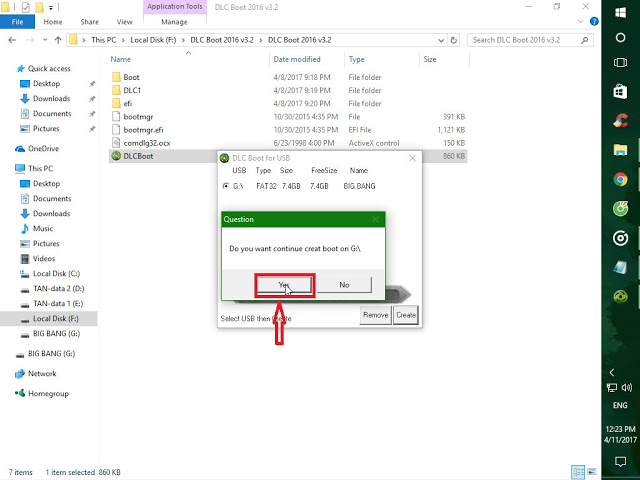 Application Tools
DLC Boot 2016 v3.2
File Home Share View Manage
This PC Local Disk (F:) DLC Boot 2016 v3.2 DLC Boot 2016 v3.2
Search DLC Boot 2016 v3.2
Quick access
Desktop
Downloads
Documents
Pictures
OneDrive
This PC
Desktop
Documents
Downloads
Music
Pictures
Videos
Local Disk (C:)
TAN-data 2 (D:)
TAN-data 1 (E:)
Local Disk (F:)
BIG BANG (G:)
BIG BANG (G:)
Network
Homegroup
Name Date modified Type Size
Boot 4/8/2017 9:18 PM File folder
DLC1 4/8/2017 9:19 PM File folder
efi 4/8/2017 9:20 PM File folder
bootmgr 10/30/2015 4:35 PM File 391 KB
bootmgr.efi 10/30/2015 4:35 PM EFI File 1,121 KB
comdlg32.ocx 6/23/1998 4:00 PM ActiveX control 150 KB
DLCBoot 860 KB
DLC Boot for USB
USB Type Size FreeSize Name
G:\ FAT32 7.4GB 7.4GB BIG BANG
Question
Do you want continue creat boot on G:\
Yes No
Select USB then
Remove Create
7 items 1 item selected 860 KB
ENG
12:23 PM
4/11/2017